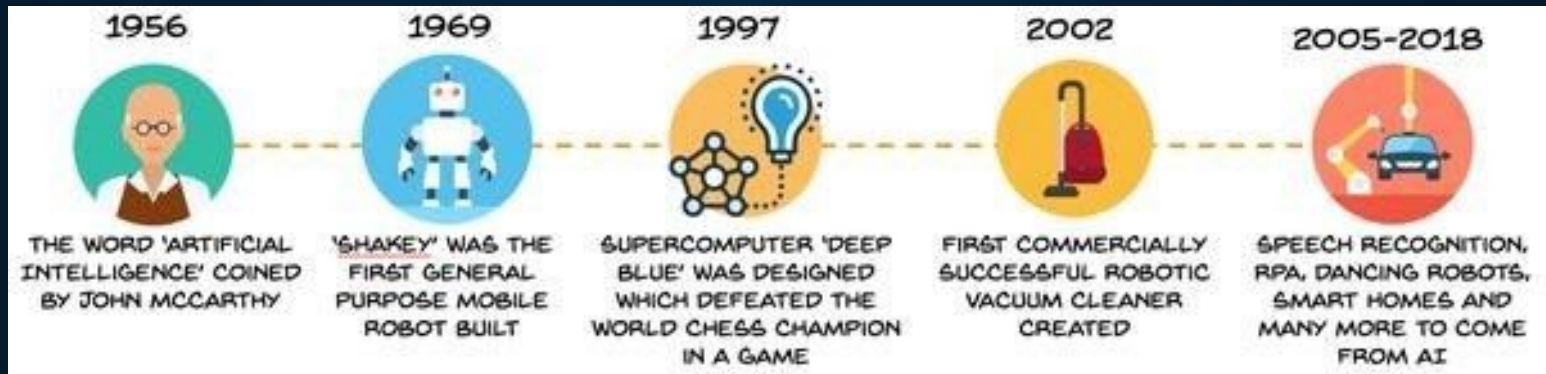 1956
THE WORD 'ARTIFICIAL
INTELLIGENCE' COINED
BY JOHN MCCARTHY
1969
'SHAKEY' WAS THE
FIRST GENERAL
PURPOSE MOBILE
ROBOT BUILT
1997
SUPERCOMPUTER 'DEEP
BLUE' WAS DESIGNED
WHICH DEFEATED THE
WORLD CHESS CHAMPION
IN A GAME
2002
FIRST COMMERCIALLY
SUCCESSFUL ROBOTIC
VACUUM CLEANER
CREATED
2005-2018
SPEECH RECOGNITION,
RPA, DANCING ROBOTS,
SMART HOMES AND
MANY MORE TO COME
FROM AI